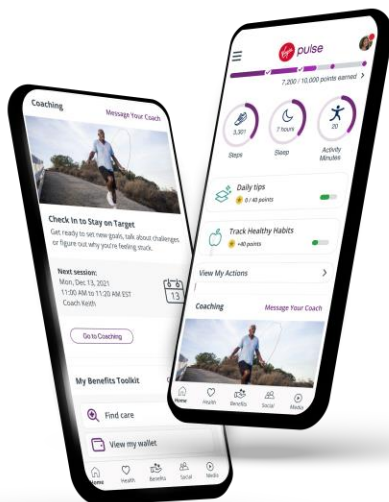 Coaching
Message Your Coach
Check In to Stay on Target
Get ready to set new goals, talk about challenges
or figure out why you're feeling stuck.
Next session:
Mon, Dec 13, 2021
11:00 AM to 11:20 AM EST
Coach Keith
13
Go to Coaching
My Benefits Toolkit
Find care
View my wallet
Home
Health
Benefits
Social
Media
Virgin pulse
7,200 / 10,000 points earned
3,301
7 hours
20
Steps
Sleep
Activity
Minutes
Daily tips
0 / 40 points
Track Healthy Habits
+40 points
View My Actions
Coaching
Message Your Coach
Home
Health
Benefits
Social
Media